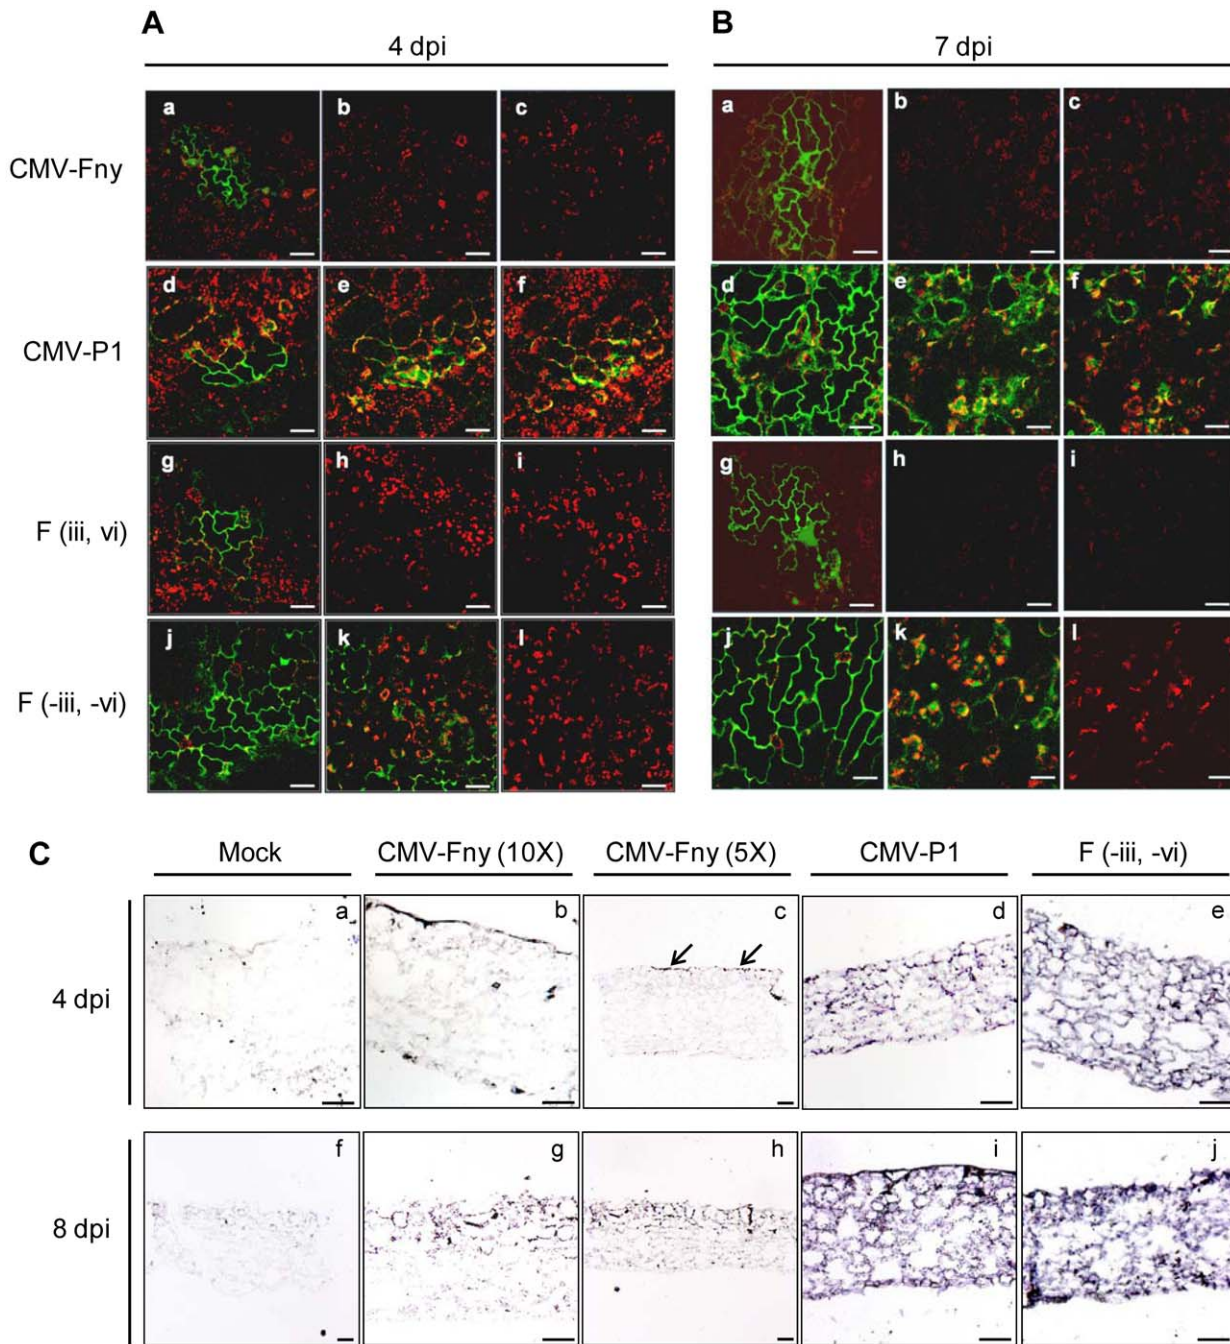 A
B
4 dpi
7 dpi
a b c
a b c
CMV-Fny
d e f
d e f
CMV-P1
g h i
g h i
F (iii, vi)
j k l
j k l
F (-iii, -vi)
C
Mock
CMV-Fny (10X)
CMV-Fny (5X)
CMV-P1
F (-iii, -vi)
a b c d e
4 dpi
f g h i j
8 dpi